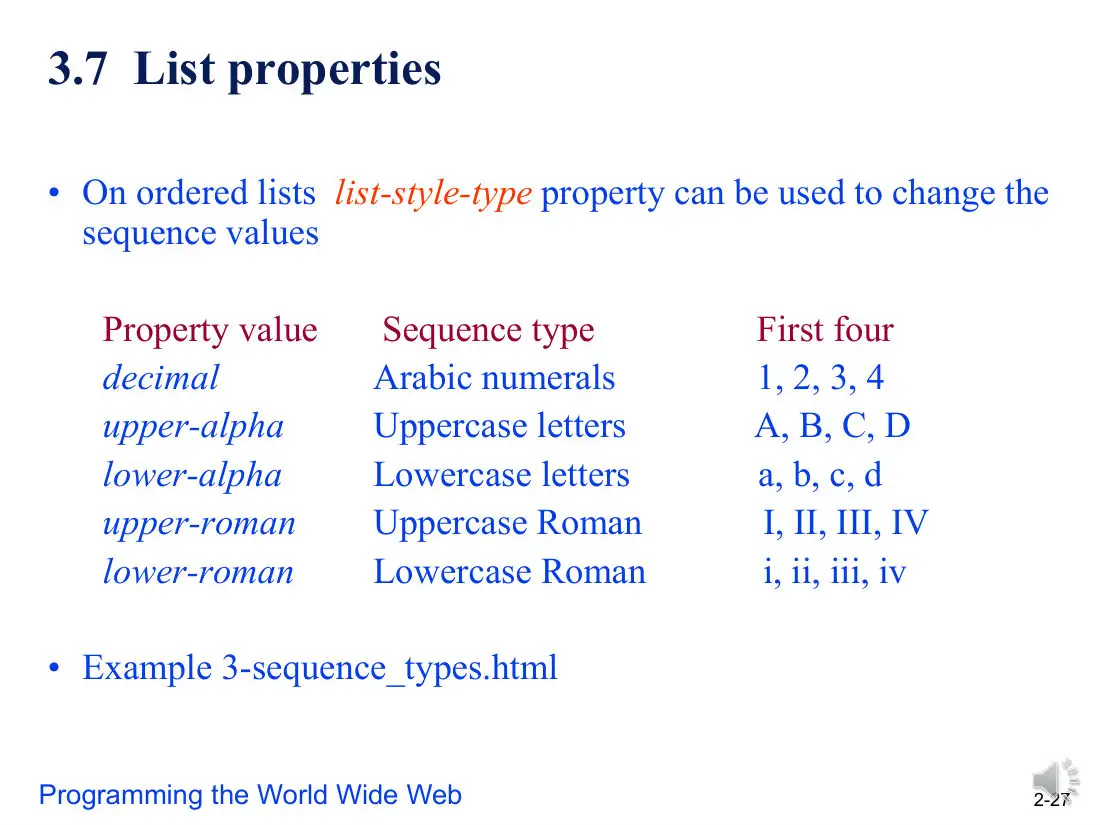 3.7 List properties
• On ordered lists list-style-type property can be used to change the
sequence values
Property value Sequence type First four
decimal Arabic numerals 1, 2, 3, 4
upper-alpha Uppercase letters A, B, C, D
lower-alpha Lowercase letters a, b, c, d
upper-roman Uppercase Roman I, II, III, IV
lower-roman Lowercase Roman i, ii, iii, iv
• Example 3-sequence_types.html
Programming the World Wide Web
2-27